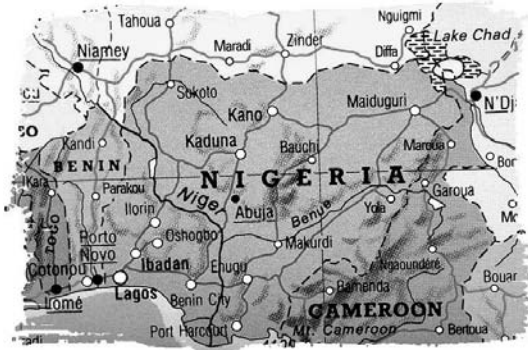 Nguigmi
Tahoua
Lake Chad
Zinder
Maradi
Diffa
Niamey
Sokoto
N'Dj
Kano
Maiduguri
Kandi
Kaduna
Bauchi
Maroua
BENIN
NIGERIA
Kara
Parakou
Garoua
Niger
Abuja
Benue
Yola
Ilorin
Oshogbo
Porto
Novo
Makurdi
Ibadan
Ngaoundéré
Cotonou
Enugu
Lomé
Lagos
Benin City
Bamenda
Bouar
CAMEROON
Port Harcourt
Mt. Cameroon
Bertoua